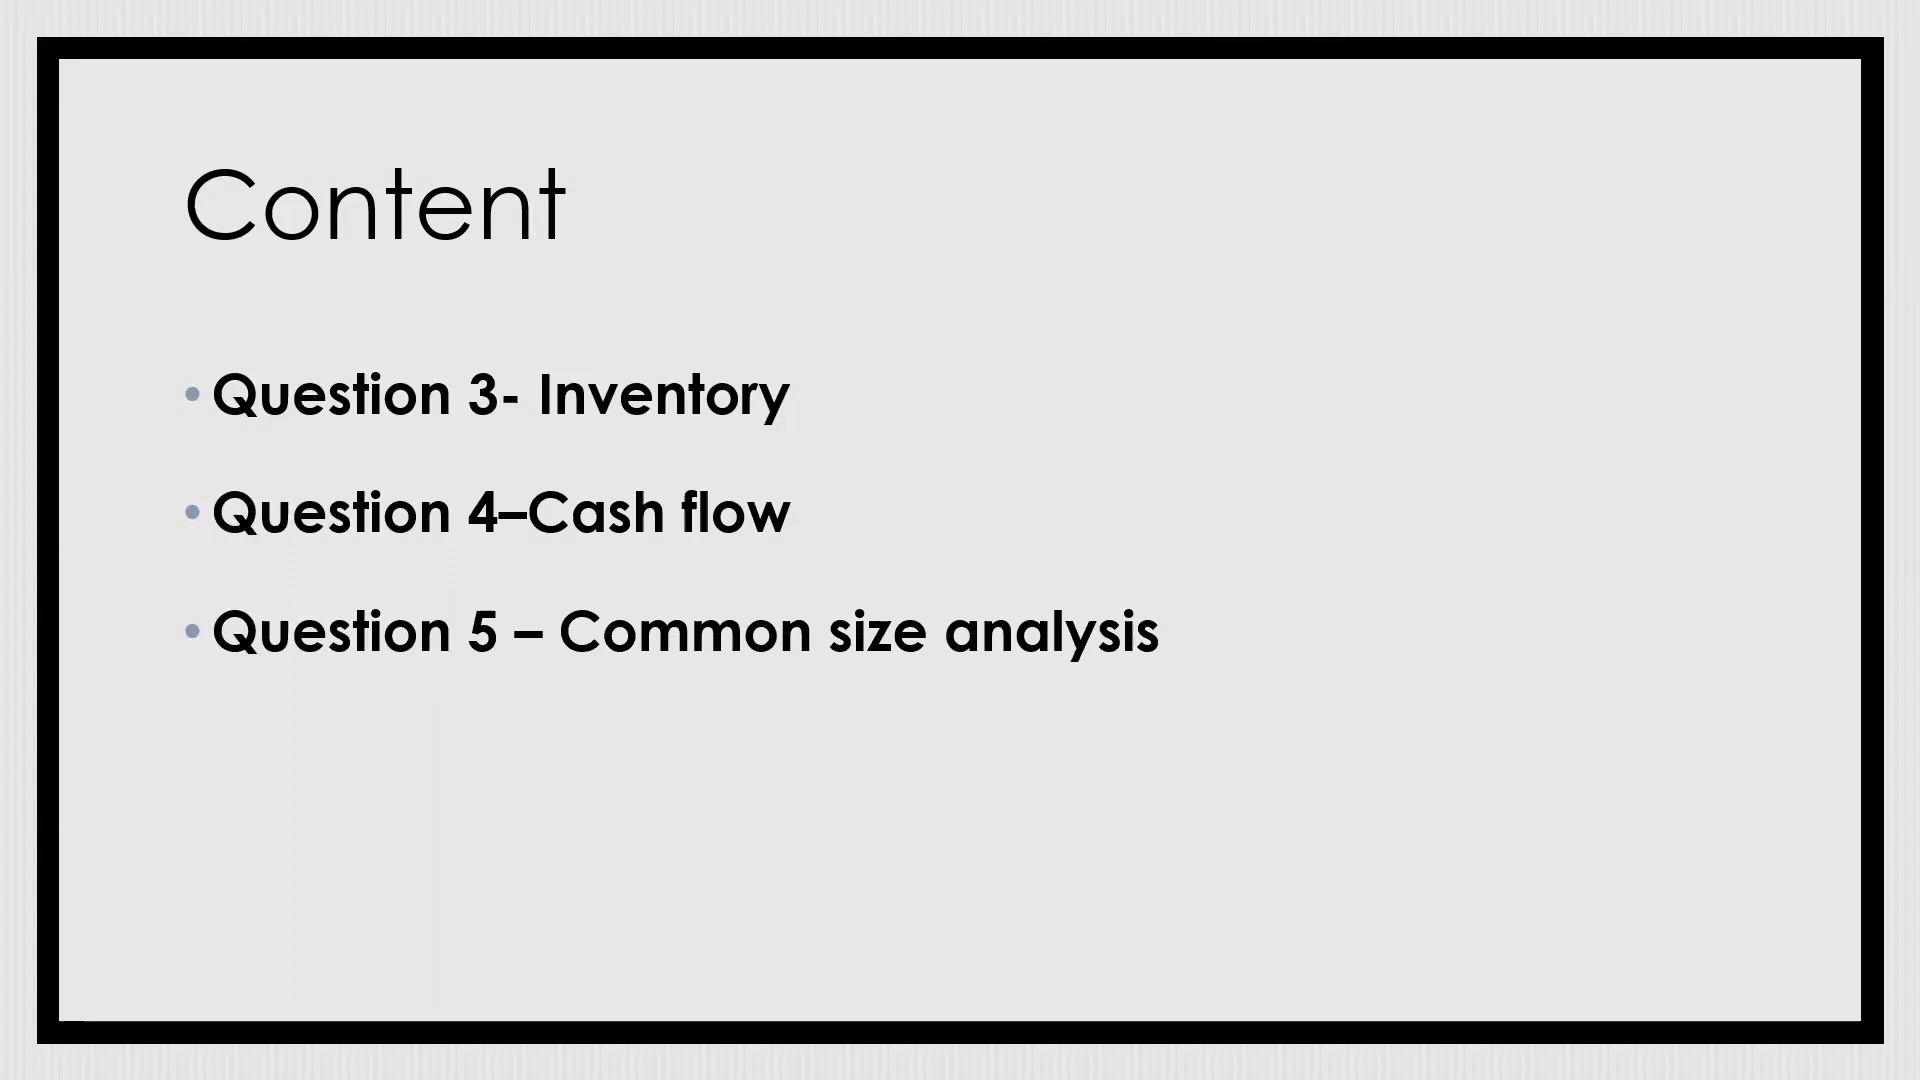 Content
• Question 3- Inventory
• Question 4–Cash flow
• Question 5 – Common size analysis